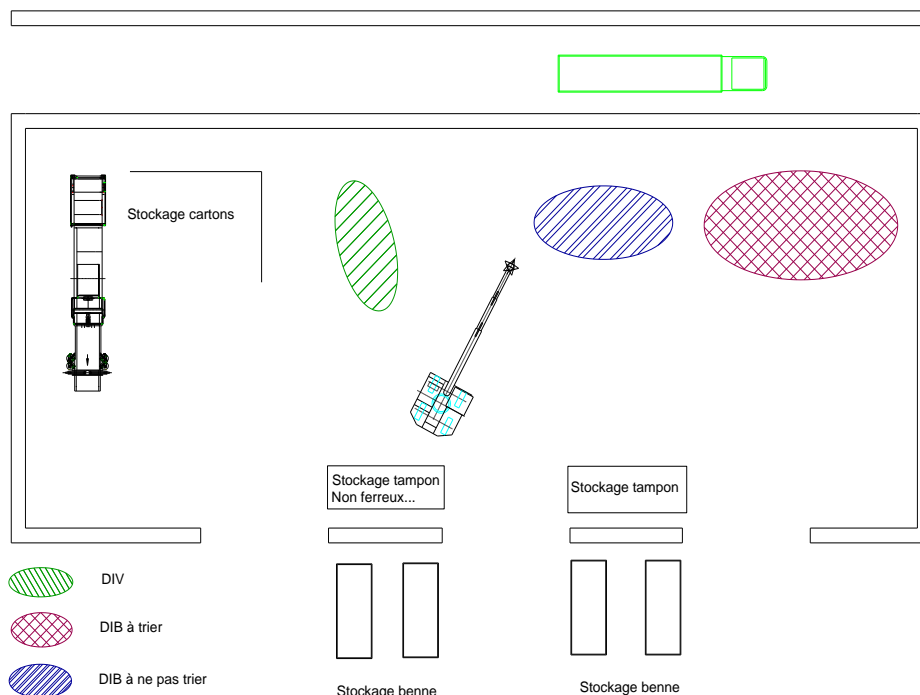 Stockage cartons
Stockage tampon
Non ferreux...
Stockage tampon
DIV
DIB à trier
DIB à ne pas trier
Stockage benne
Stockage benne